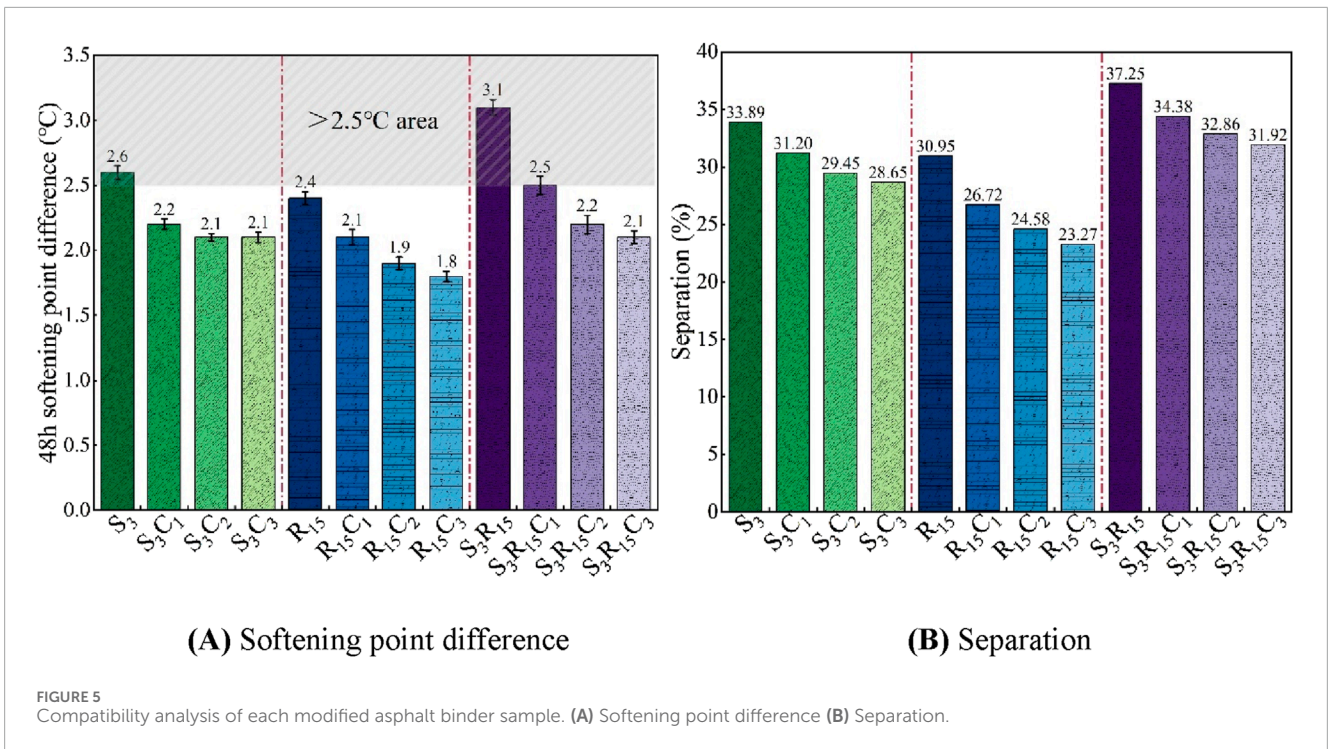 3.5
3.0
2.5
2.0
1.5
1.0
0.5
0.0
48h softening point difference (℃)
>2.5℃ area
2.6
2.2
2.1
2.1
2.4
2.1
1.9
1.8
3.1
2.5
2.2
2.1
S₃
S₃C₁
S₃C₂
S₃C₃
R₁₅
R₁₅C₁
R₁₅C₂
R₁₅C₃
S₃R₁₅
S₃R₁₅C₁
S₃R₁₅C₂
S₃R₁₅C₃
(A) Softening point difference
40
35
30
25
20
15
10
5
0
Separation (%)
33.89
31.20
29.45
28.65
30.95
26.72
24.58
23.27
37.25
34.38
32.86
31.92
S₃
S₃C₁
S₃C₂
S₃C₃
R₁₅
R₁₅C₁
R₁₅C₂
R₁₅C₃
S₃R₁₅
S₃R₁₅C₁
S₃R₁₅C₂
S₃R₁₅C₃
(B) Separation
FIGURE 5
Compatibility analysis of each modified asphalt binder sample. (A) Softening point difference (B) Separation.